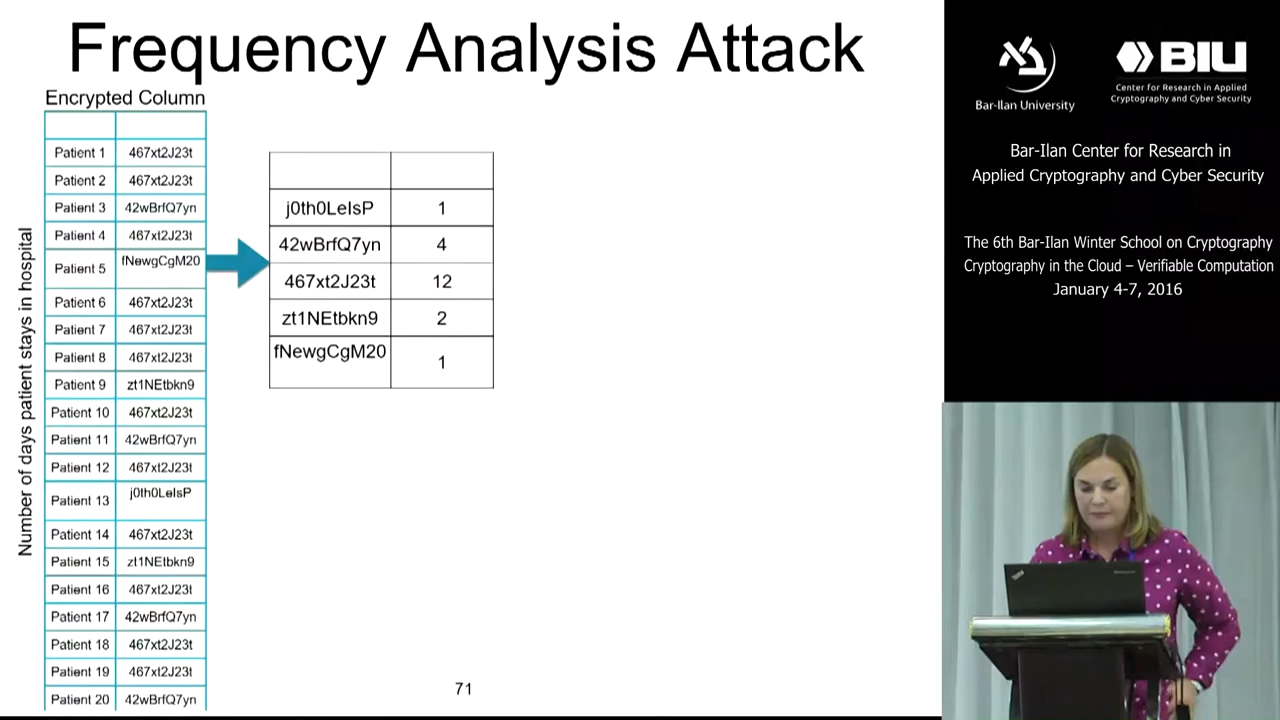 Frequency Analysis Attack
Encrypted Column
Number of days patient stays in hospital
Patient 1 467xt2J23t
Patient 2 467xt2J23t
Patient 3 42wBrfQ7yn
Patient 4 467xt2J23t
Patient 5 fNewgCgM20
Patient 6 467xt2J23t
Patient 7 467xt2J23t
Patient 8 467xt2J23t
Patient 9 zt1NEtbkn9
Patient 10 467xt2J23t
Patient 11 42wBrfQ7yn
Patient 12 467xt2J23t
Patient 13 j0th0LeIsP
Patient 14 467xt2J23t
Patient 15 zt1NEtbkn9
Patient 16 467xt2J23t
Patient 17 42wBrfQ7yn
Patient 18 467xt2J23t
Patient 19 467xt2J23t
Patient 20 42wBrfQ7yn
j0th0LeIsP 1
42wBrfQ7yn 4
467xt2J23t 12
zt1NEtbkn9 2
fNewgCgM20 1
71
Bar-Ilan University
BIU
Center for Research in Applied
Cryptography and Cyber Security
Bar-Ilan Center for Research in
Applied Cryptography and Cyber Security
The 6th Bar-Ilan Winter School on Cryptography
Cryptography in the Cloud – Verifiable Computation
January 4-7, 2016